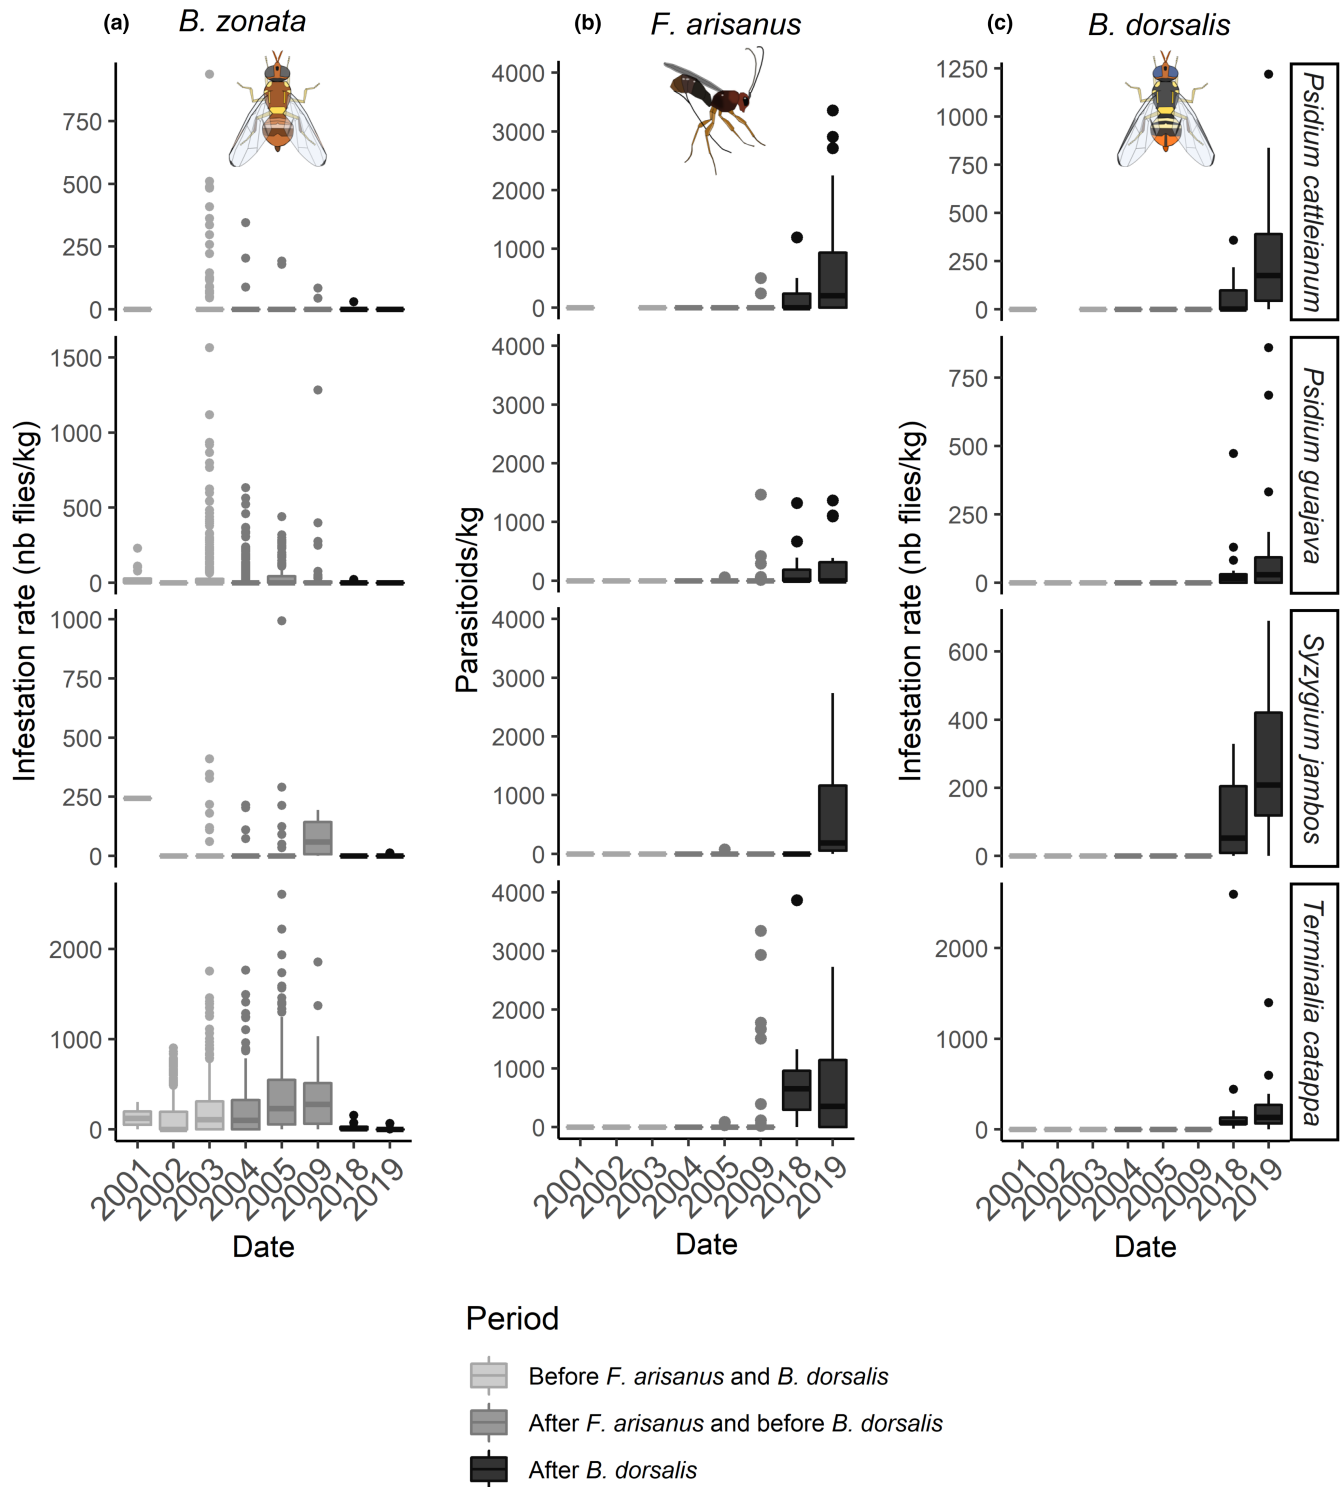 (a) B. zonata
(b) F. arisanus
(c) B. dorsalis
Infestation rate (nb flies/kg)
750
500
250
0
1500
1000
500
0
1000
750
500
250
0
2000
1000
0
2001 2002 2003 2004 2005 2009 2018 2019
Date
Parasitoids/kg
4000
3000
2000
1000
0
4000
3000
2000
1000
0
4000
3000
2000
1000
0
4000
3000
2000
1000
0
2001 2002 2003 2004 2005 2009 2018 2019
Date
Infestation rate (nb flies/kg)
1250
1000
750
500
250
0
750
500
250
0
600
400
200
0
2000
1000
0
2001 2002 2003 2004 2005 2009 2018 2019
Date
Psidium cattleianum
Psidium guajava
Syzygium jambos
Terminalia catappa
Period
Before F. arisanus and B. dorsalis
After F. arisanus and before B. dorsalis
After B. dorsalis